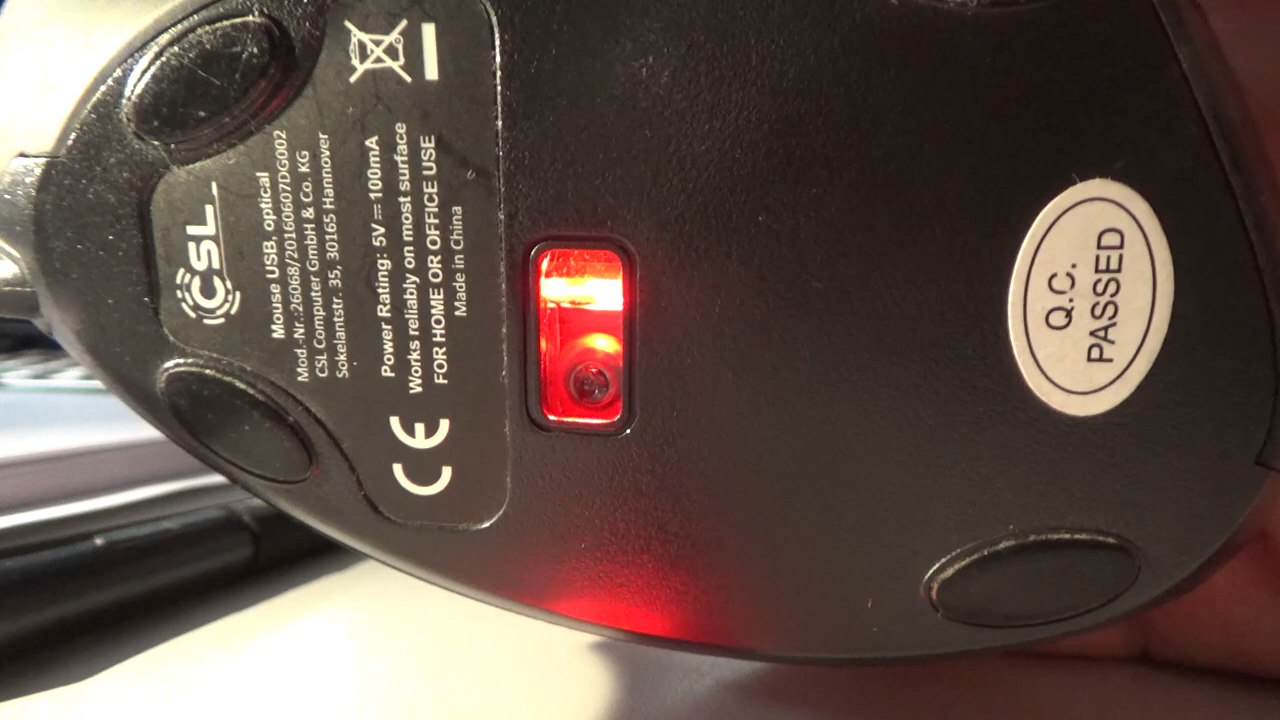 CSL
Mouse USB, optical
Mod.-Nr.:26068/20160607DG002
CSL Computer GmbH & Co. KG
Sokelantstr. 35, 30165 Hannover
Power Rating: 5V⎓100mA
Works reliably on most surface
FOR HOME OR OFFICE USE
Made in China
CE
Q.C.
PASSED